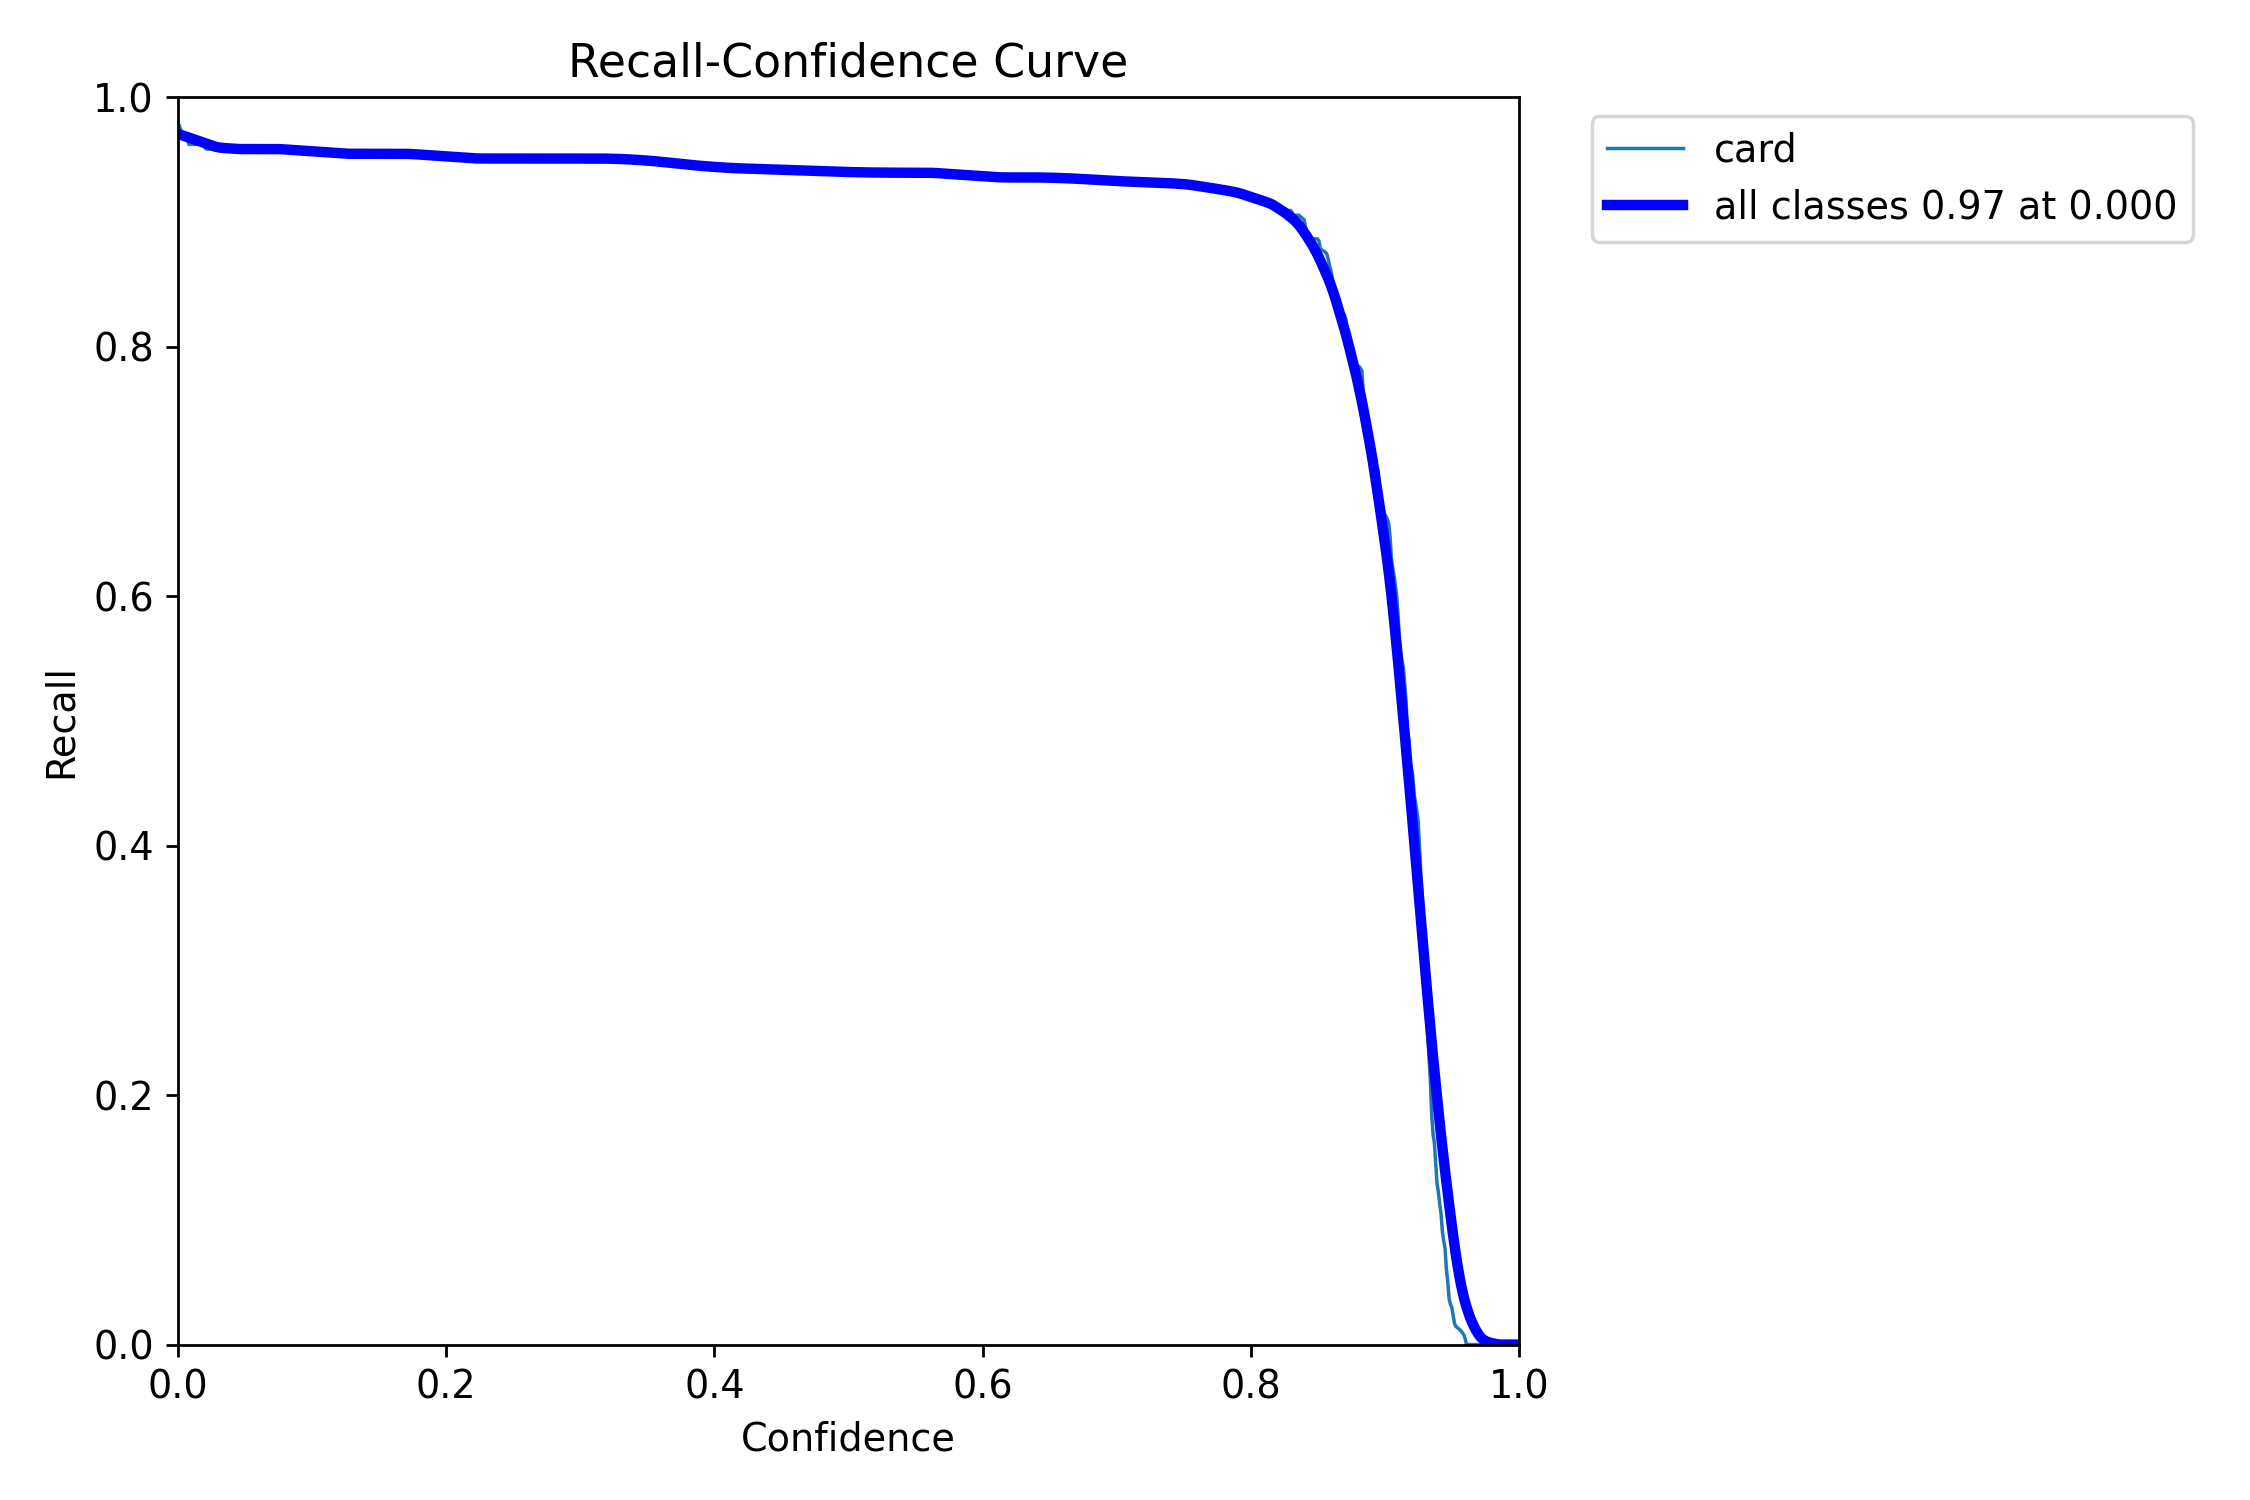 Recall-Confidence Curve
card
all classes 0.97 at 0.000
1.0
0.8
0.6
0.4
0.2
0.0
Recall
0.0 0.2 0.4 0.6 0.8 1.0
Confidence